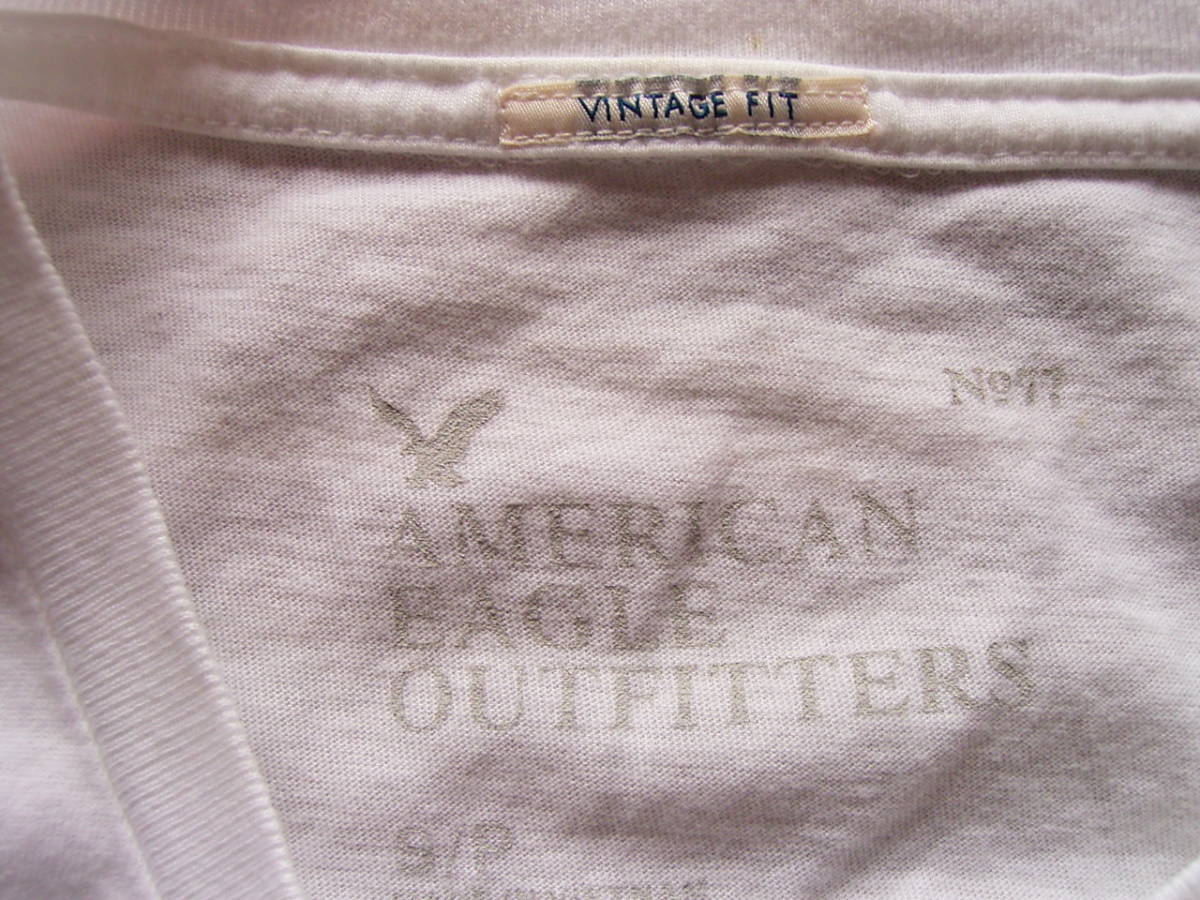 VINTAGE FIT
No77
AMERICAN
EAGLE
OUTFITTERS
S/P